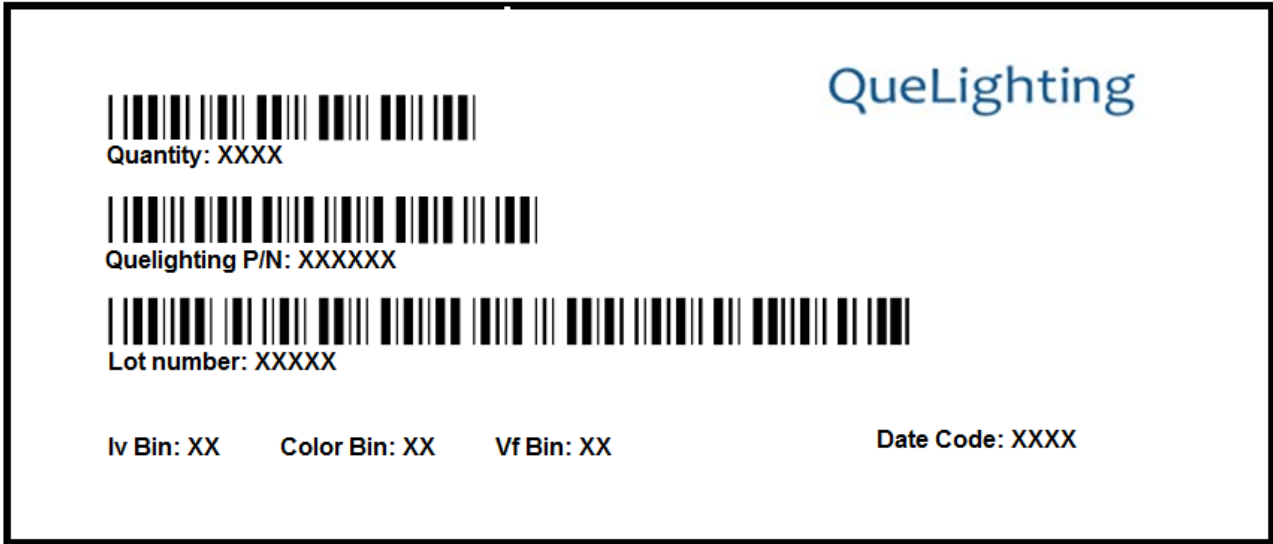 QueLighting
Quantity: XXXX
Quelighting P/N: XXXXXX
Lot number: XXXXX
Iv Bin: XX Color Bin: XX Vf Bin: XX Date Code: XXXX